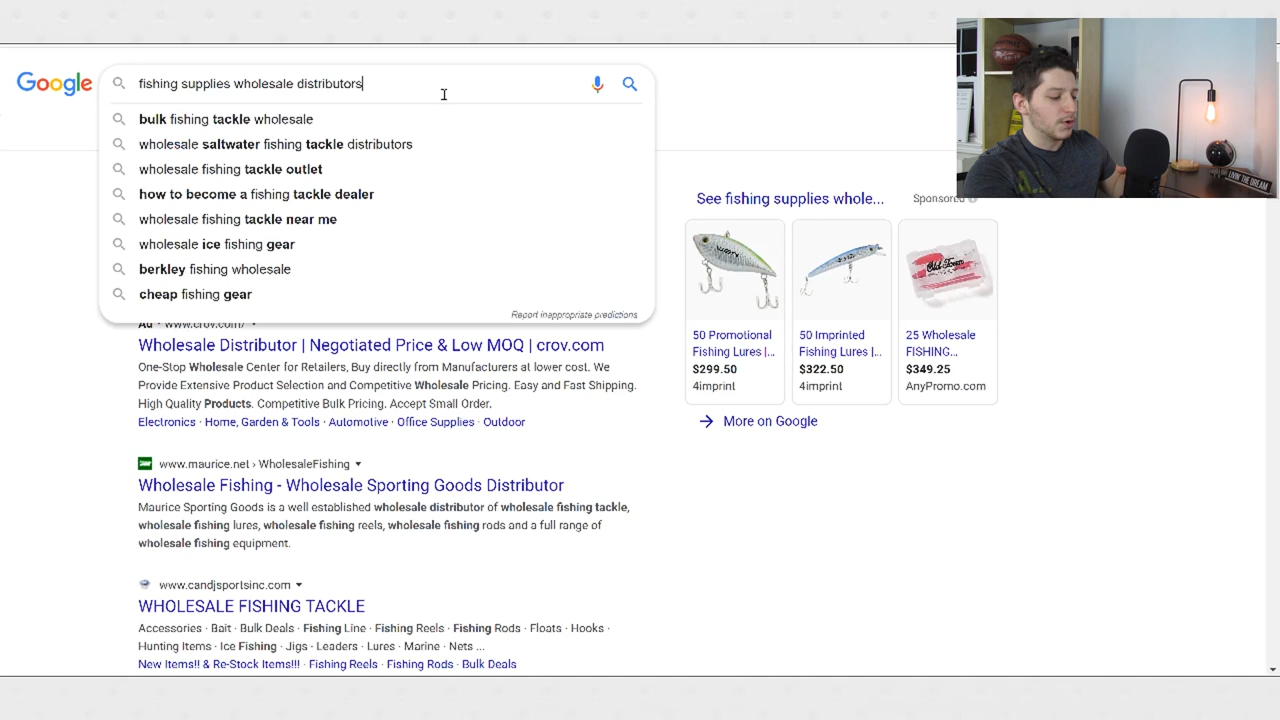 Google
fishing supplies wholesale distributors
bulk fishing tackle wholesale
wholesale saltwater fishing tackle distributors
wholesale fishing tackle outlet
how to become a fishing tackle dealer
wholesale fishing tackle near me
wholesale ice fishing gear
berkley fishing wholesale
cheap fishing gear
Report inappropriate predictions
Ad · www.crov.com/
Wholesale Distributor | Negotiated Price & Low MOQ | crov.com
One-Stop Wholesale Center for Retailers, Buy directly from Manufacturers at lower cost. We
Provide Extensive Product Selection and Competitive Wholesale Pricing. Easy and Fast Shipping.
High Quality Products. Competitive Bulk Pricing. Accept Small Order.
Electronics · Home, Garden & Tools · Automotive · Office Supplies · Outdoor
www.maurice.net › WholesaleFishing
Wholesale Fishing - Wholesale Sporting Goods Distributor
Maurice Sporting Goods is a well established wholesale distributor of wholesale fishing tackle,
wholesale fishing lures, wholesale fishing reels, wholesale fishing rods and a full range of
wholesale fishing equipment.
www.candjsportsinc.com
WHOLESALE FISHING TACKLE
Accessories · Bait · Bulk Deals · Fishing Line · Fishing Reels · Fishing Rods · Floats · Hooks ·
Hunting Items · Ice Fishing · Jigs · Leaders · Lures · Marine · Nets ...
New Items!! & Re-Stock Items!!! · Fishing Reels · Fishing Rods · Bulk Deals
See fishing supplies whole...
Sponsored
Old Town
50 Promotional
Fishing Lures |...
$299.50
4imprint
50 Imprinted
Fishing Lures |...
$322.50
4imprint
25 Wholesale
FISHING...
$349.25
AnyPromo.com
More on Google
LIVIN' THE DREAM